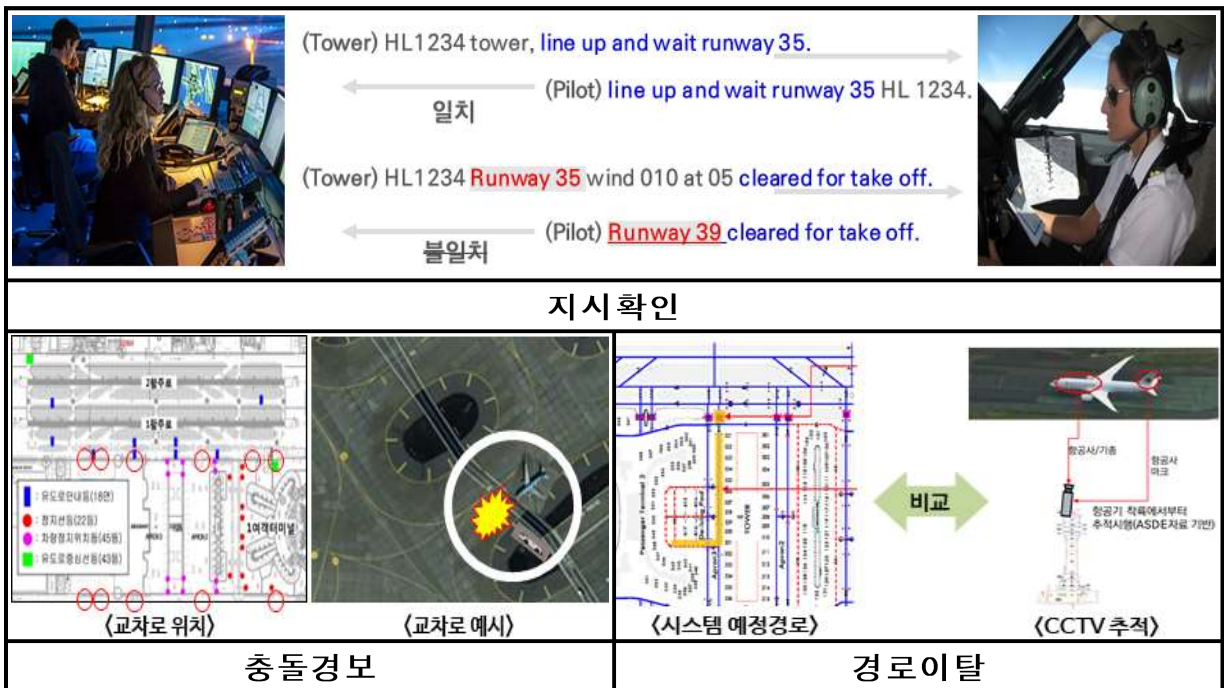 (Tower) HL1234 tower, line up and wait runway 35.
(Pilot) line up and wait runway 35 HL 1234.
일치
(Tower) HL1234 Runway 35 wind 010 at 05 cleared for take off.
(Pilot) Runway 39 cleared for take off.
불일치
지시확인
2활주로
1활주로
: 유도로안내등(18면)
: 정지선등(22등)
: 차량정지위치등(45등)
: 유도로중심선등(43등)
1여객터미널
〈교차로 위치〉
〈교차로 예시〉
충돌경보
Passenger Terminal 2
TOWER
Apron3
Apron2
〈시스템 예정경로〉
비교
항공사/기종
항공사
마크
항공기 착륙에서부터
추적시행(ASDE자료 기반)
〈CCTV 추적〉
경로이탈